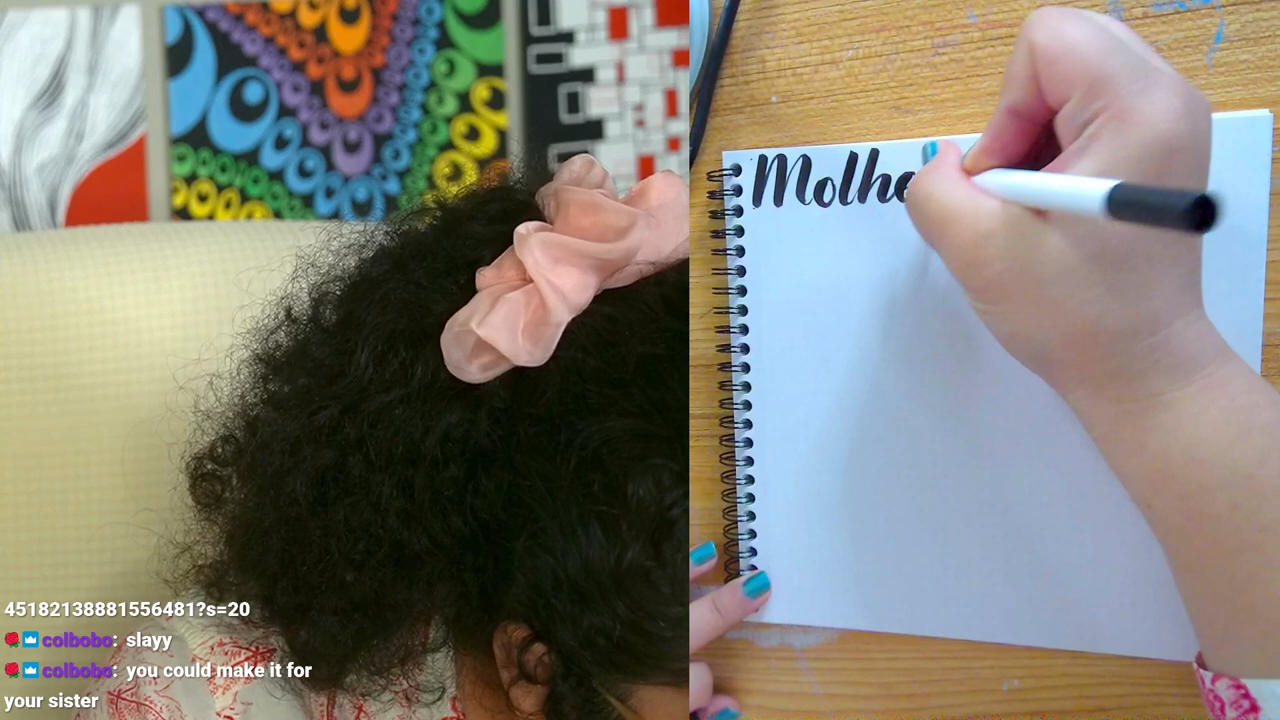 Molhe
45182138881556481?s=20
colbobo: slayy
colbobo: you could make it for
your sister